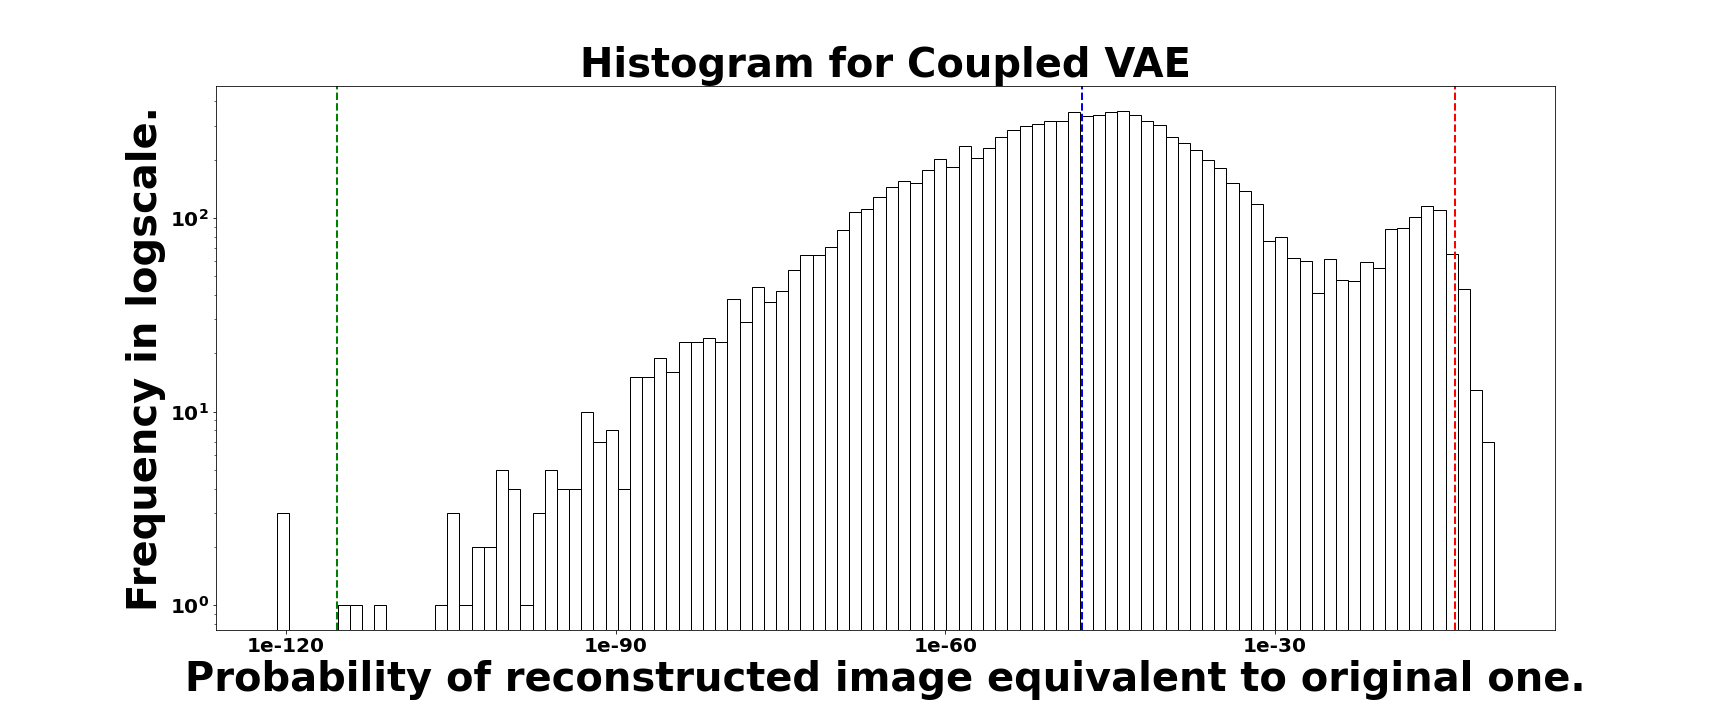 Histogram for Coupled VAE
Frequency in logscale.
10²
10¹
10⁰
1e-120 1e-90 1e-60 1e-30
Probability of reconstructed image equivalent to original one.